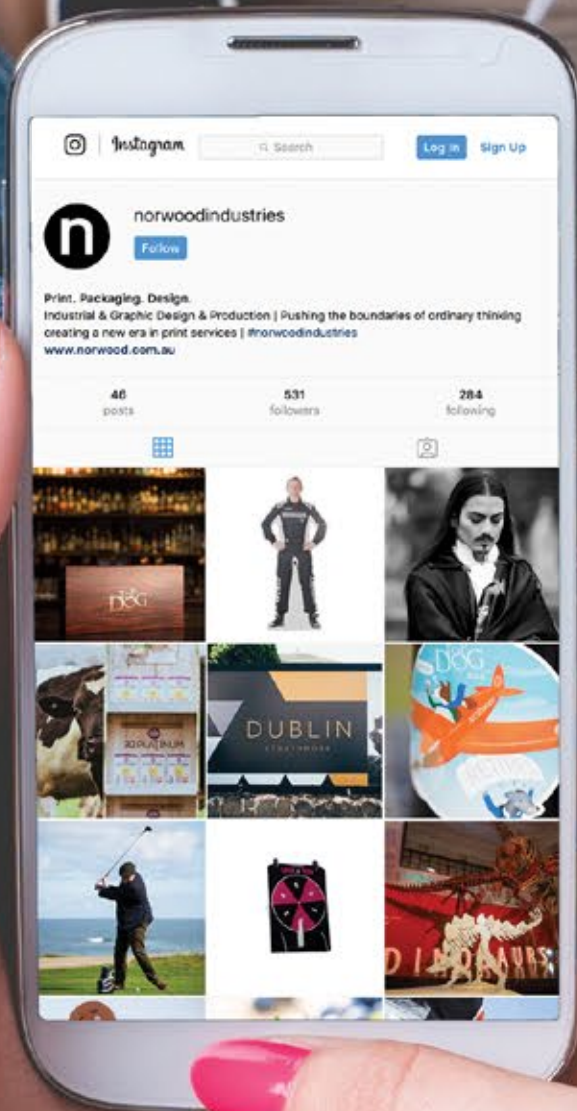 Instagram
Search
Log In
Sign Up
n
norwoodindustries
Follow
Print. Packaging. Design.
Industrial & Graphic Design & Production | Pushing the boundaries of ordinary thinking
creating a new era in print services | #norwoodindustries
www.norwood.com.au
46
posts
531
followers
284
following
DOG
A2 PLATINUM
DUBLIN
DOG
DINOSAURS